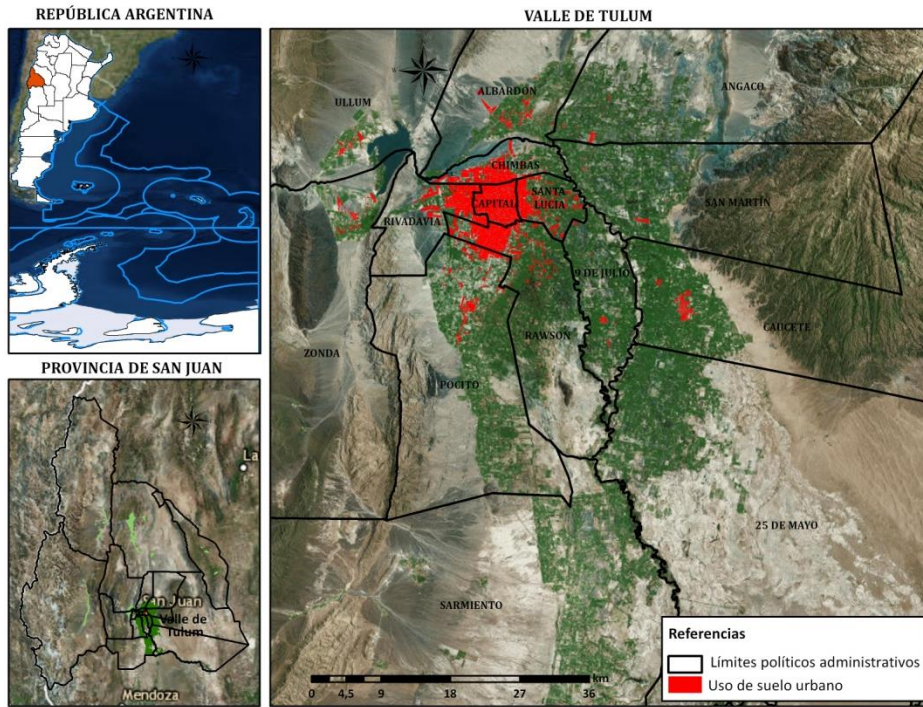 REPÚBLICA ARGENTINA
VALLE DE TULUM
ULLUM
ALBARDÓN
ANGACO
CHIMBAS
CAPITAL
SANTA
LUCIA
RIVADAVIA
SAN MARTÍN
9 DE JULIO
CAUCETE
ZONDA
RAWSON
POCITO
25 DE MAYO
SARMIENTO
PROVINCIA DE SAN JUAN
La
San Juan
Valle de
Tulum
Mendoza
km
0 4,5 9 18 27 36
Referencias
Límites políticos administrativos
Uso de suelo urbano